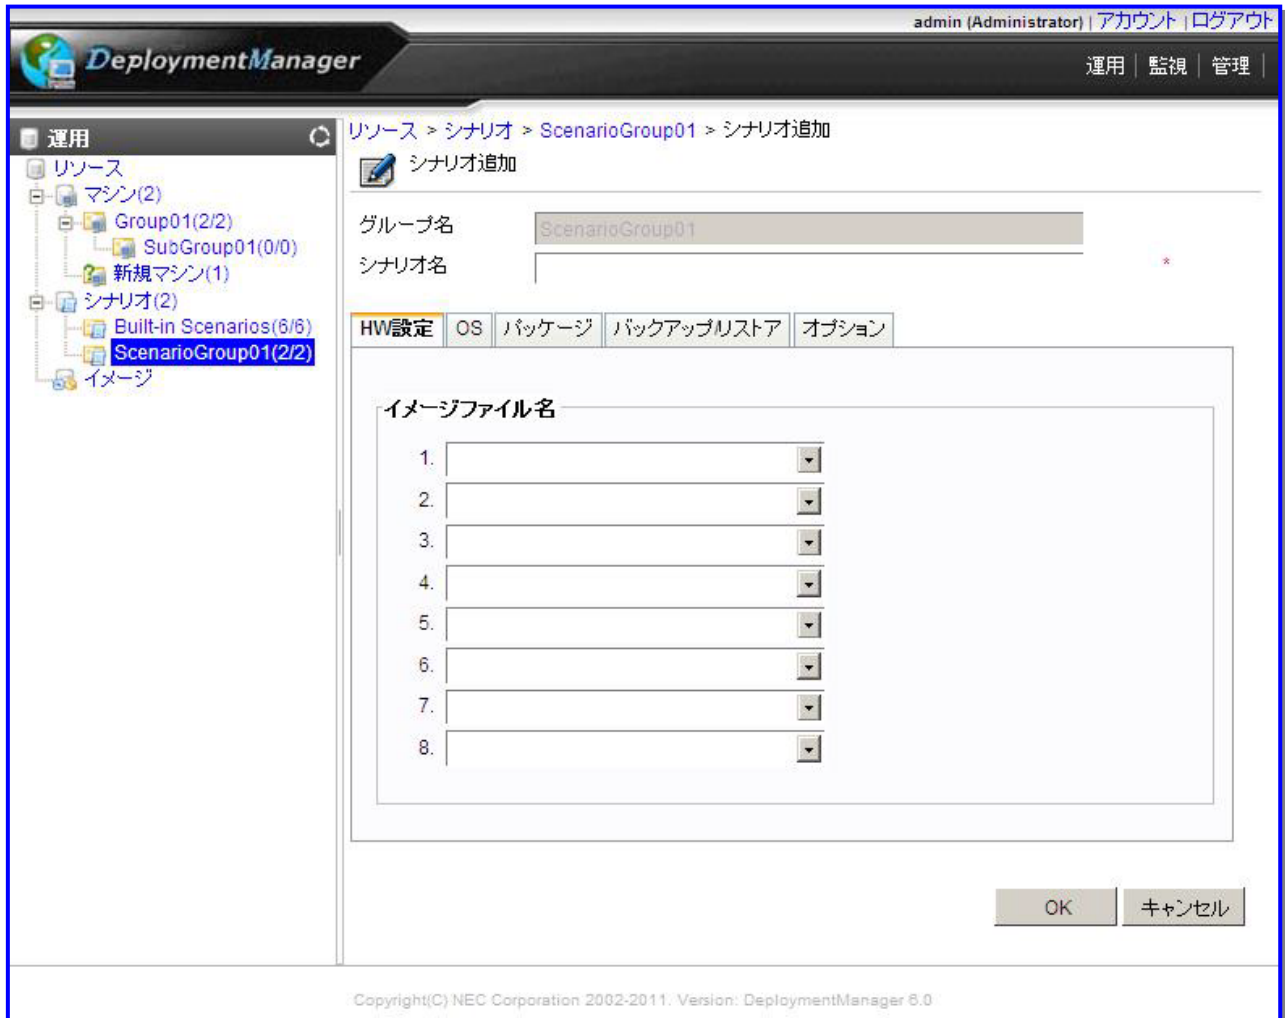 admin (Administrator) | アカウント | ログアウト
DeploymentManager
運用 | 監視 | 管理 |
運用
リソース
マシン(2)
Group01(2/2)
SubGroup01(0/0)
新規マシン(1)
シナリオ(2)
Built-in Scenarios(6/6)
ScenarioGroup01(2/2)
イメージ
リソース > シナリオ > ScenarioGroup01 > シナリオ追加
シナリオ追加
グループ名 ScenarioGroup01
シナリオ名 *
HW設定 OS パッケージ バックアップ/リストア オプション
イメージファイル名
1.
2.
3.
4.
5.
6.
7.
8.
OK キャンセル
Copyright(C) NEC Corporation 2002-2011. Version: DeploymentManager 6.0